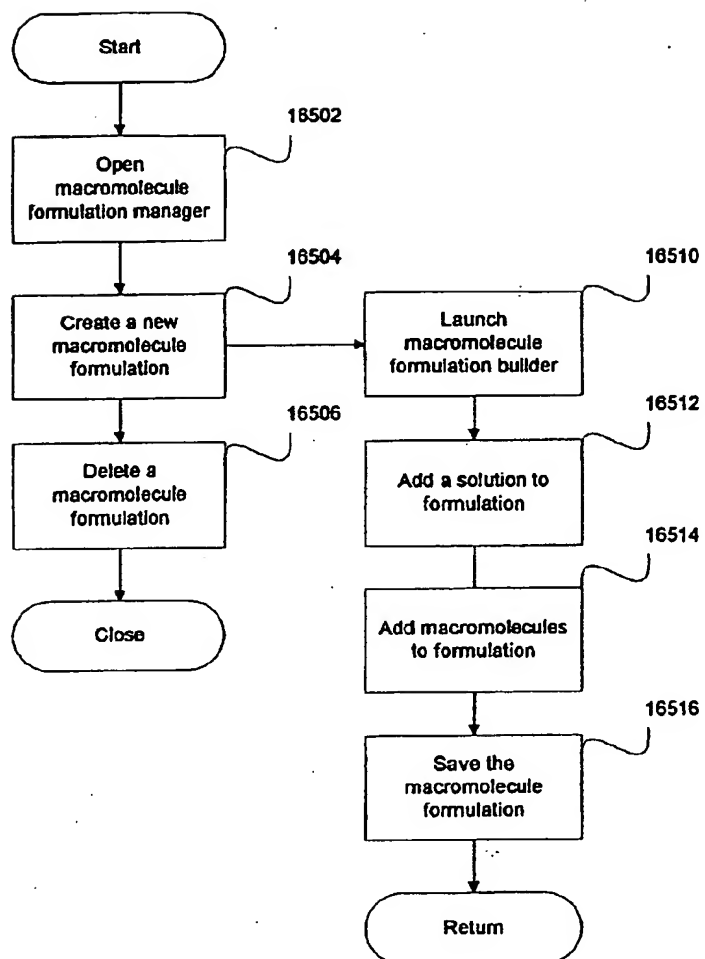 Start
16502
Open
macromolecule
formulation manager
16504
Create a new
macromolecule
formulation
16506
Delete a
macromolecule
formulation
Close
16510
Launch
macromolecule
formulation builder
16512
Add a solution to
formulation
16514
Add macromolecules
to formulation
16516
Save the
macromolecule
formulation
Return